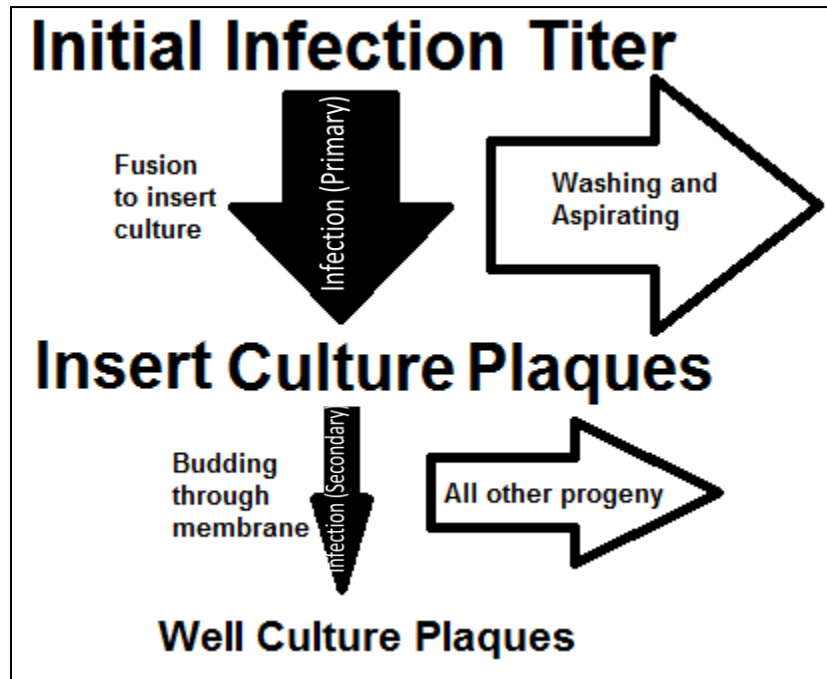 Initial Infection Titer
Fusion
to insert
culture
Infection (Primary)
Washing and
Aspirating
Insert Culture Plaques
Budding
through
membrane
Infection (Secondary)
All other progeny
Well Culture Plaques